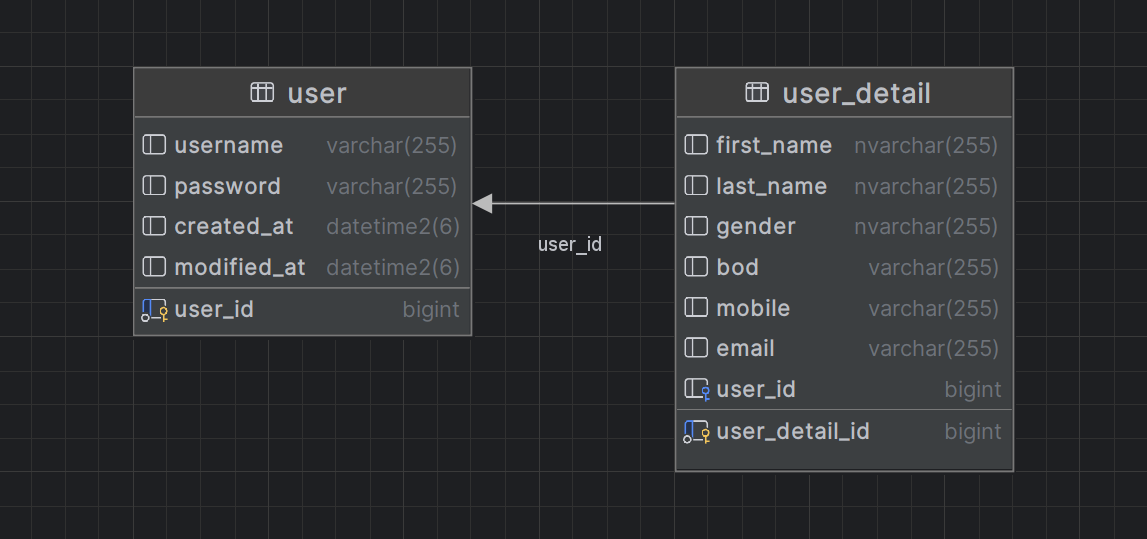 user
username varchar(255)
password varchar(255)
created_at datetime2(6)
modified_at datetime2(6)
user_id bigint
user_id
user_detail
first_name nvarchar(255)
last_name nvarchar(255)
gender nvarchar(255)
bod varchar(255)
mobile varchar(255)
email varchar(255)
user_id bigint
user_detail_id bigint